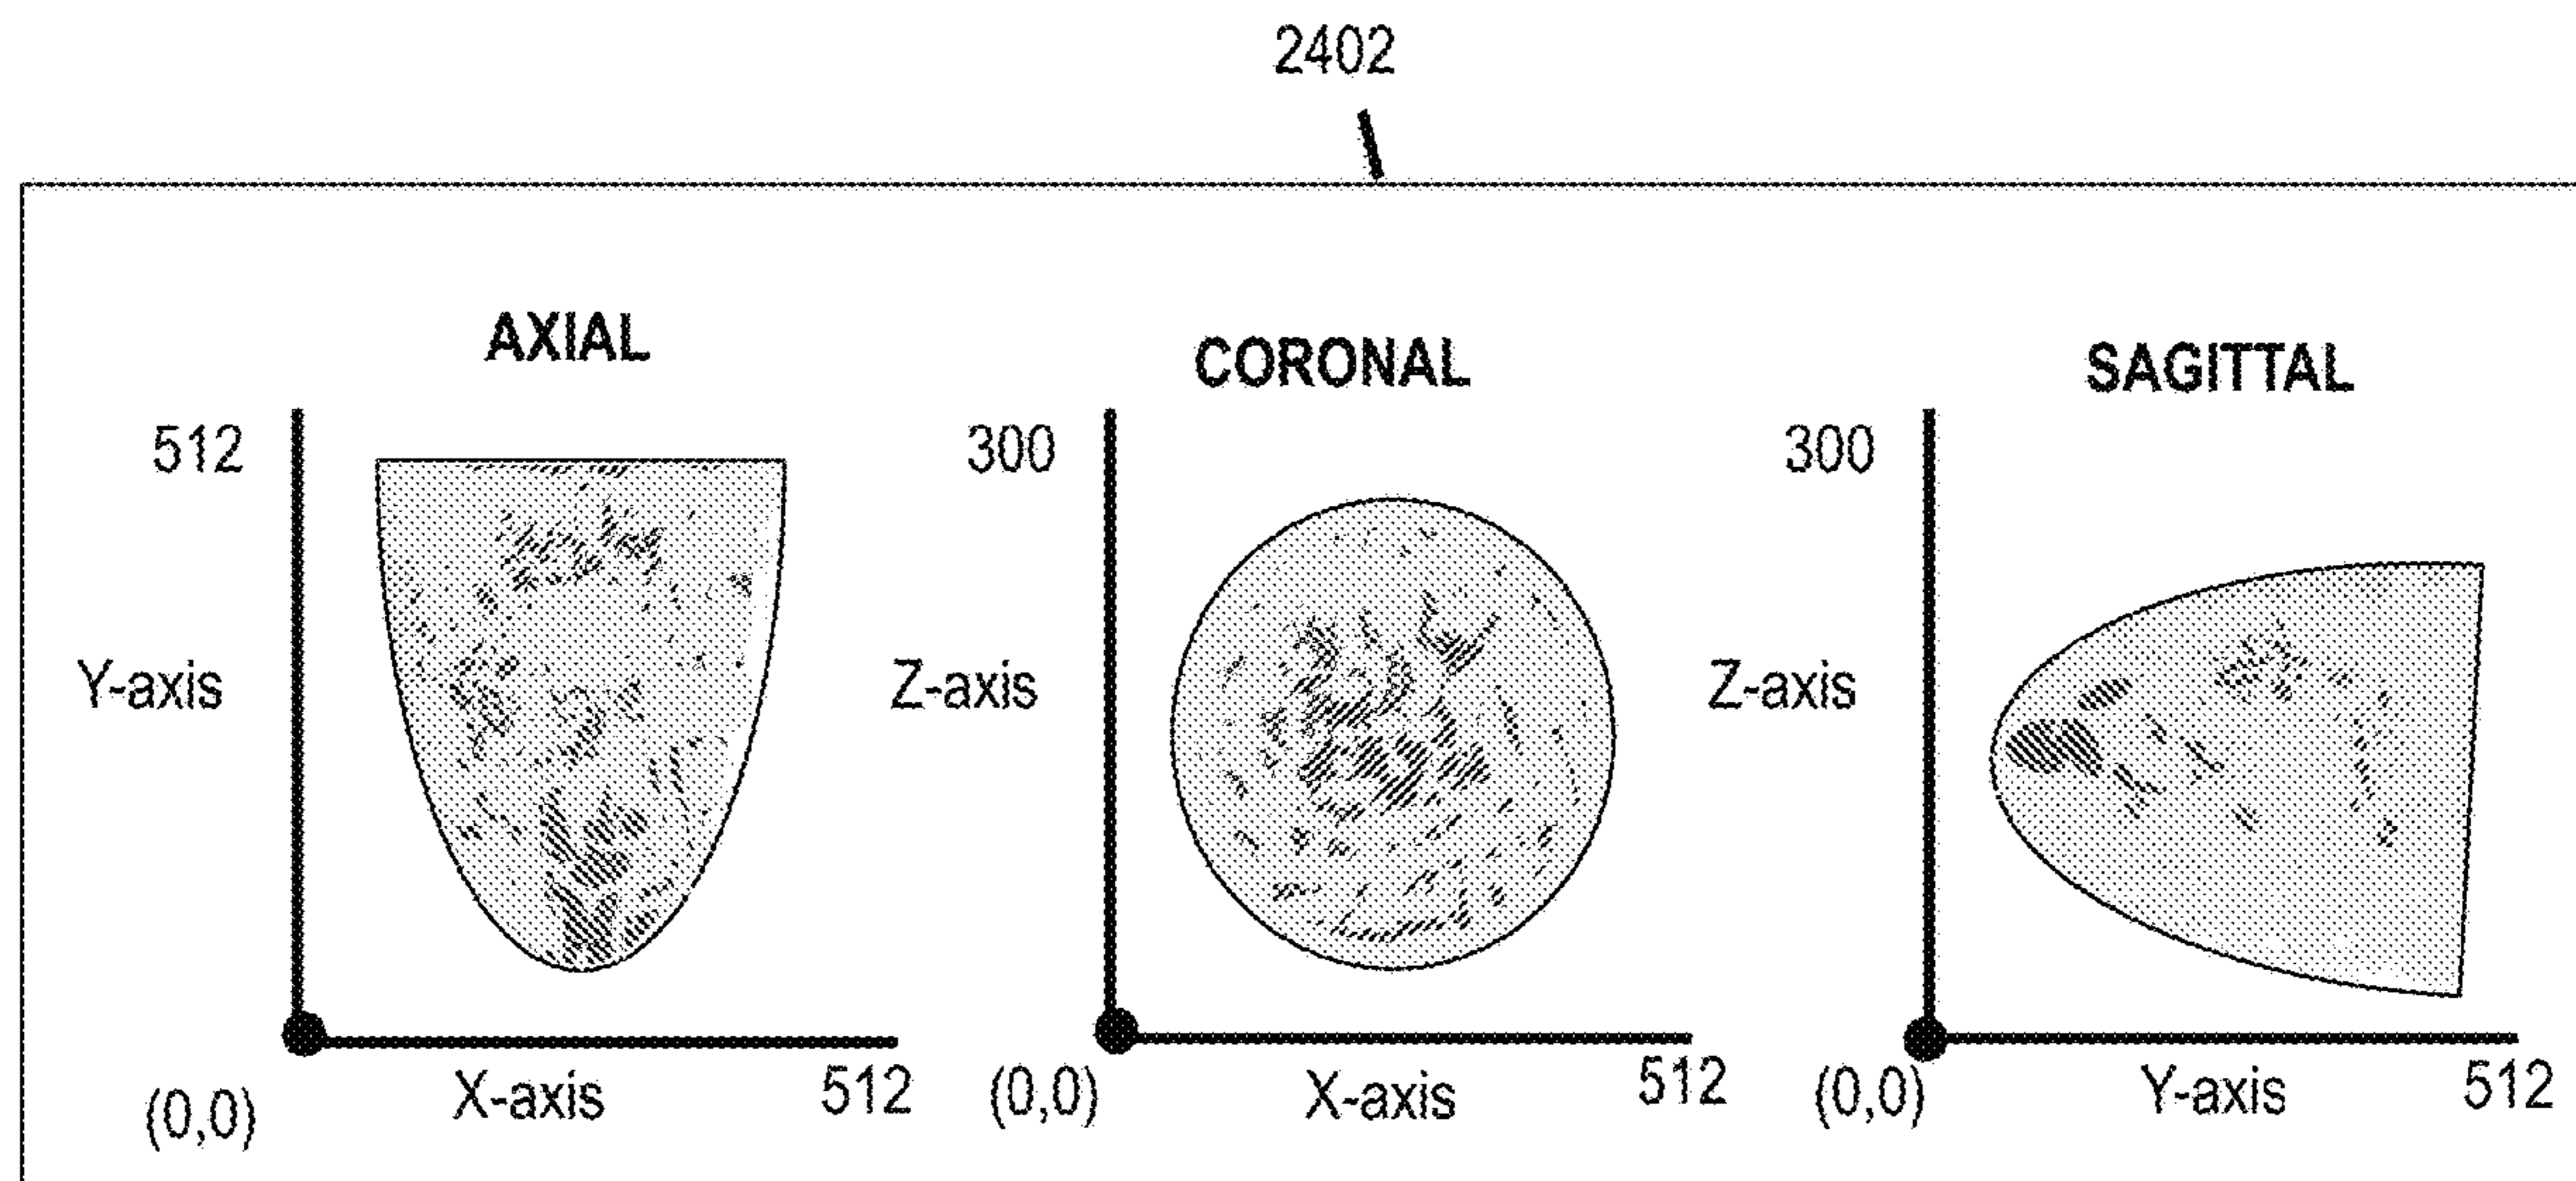 2402
AXIAL
512
Y-axis
(0,0)
X-axis
512
CORONAL
300
Z-axis
(0,0)
X-axis
512
SAGITTAL
300
Z-axis
(0,0)
Y-axis
512